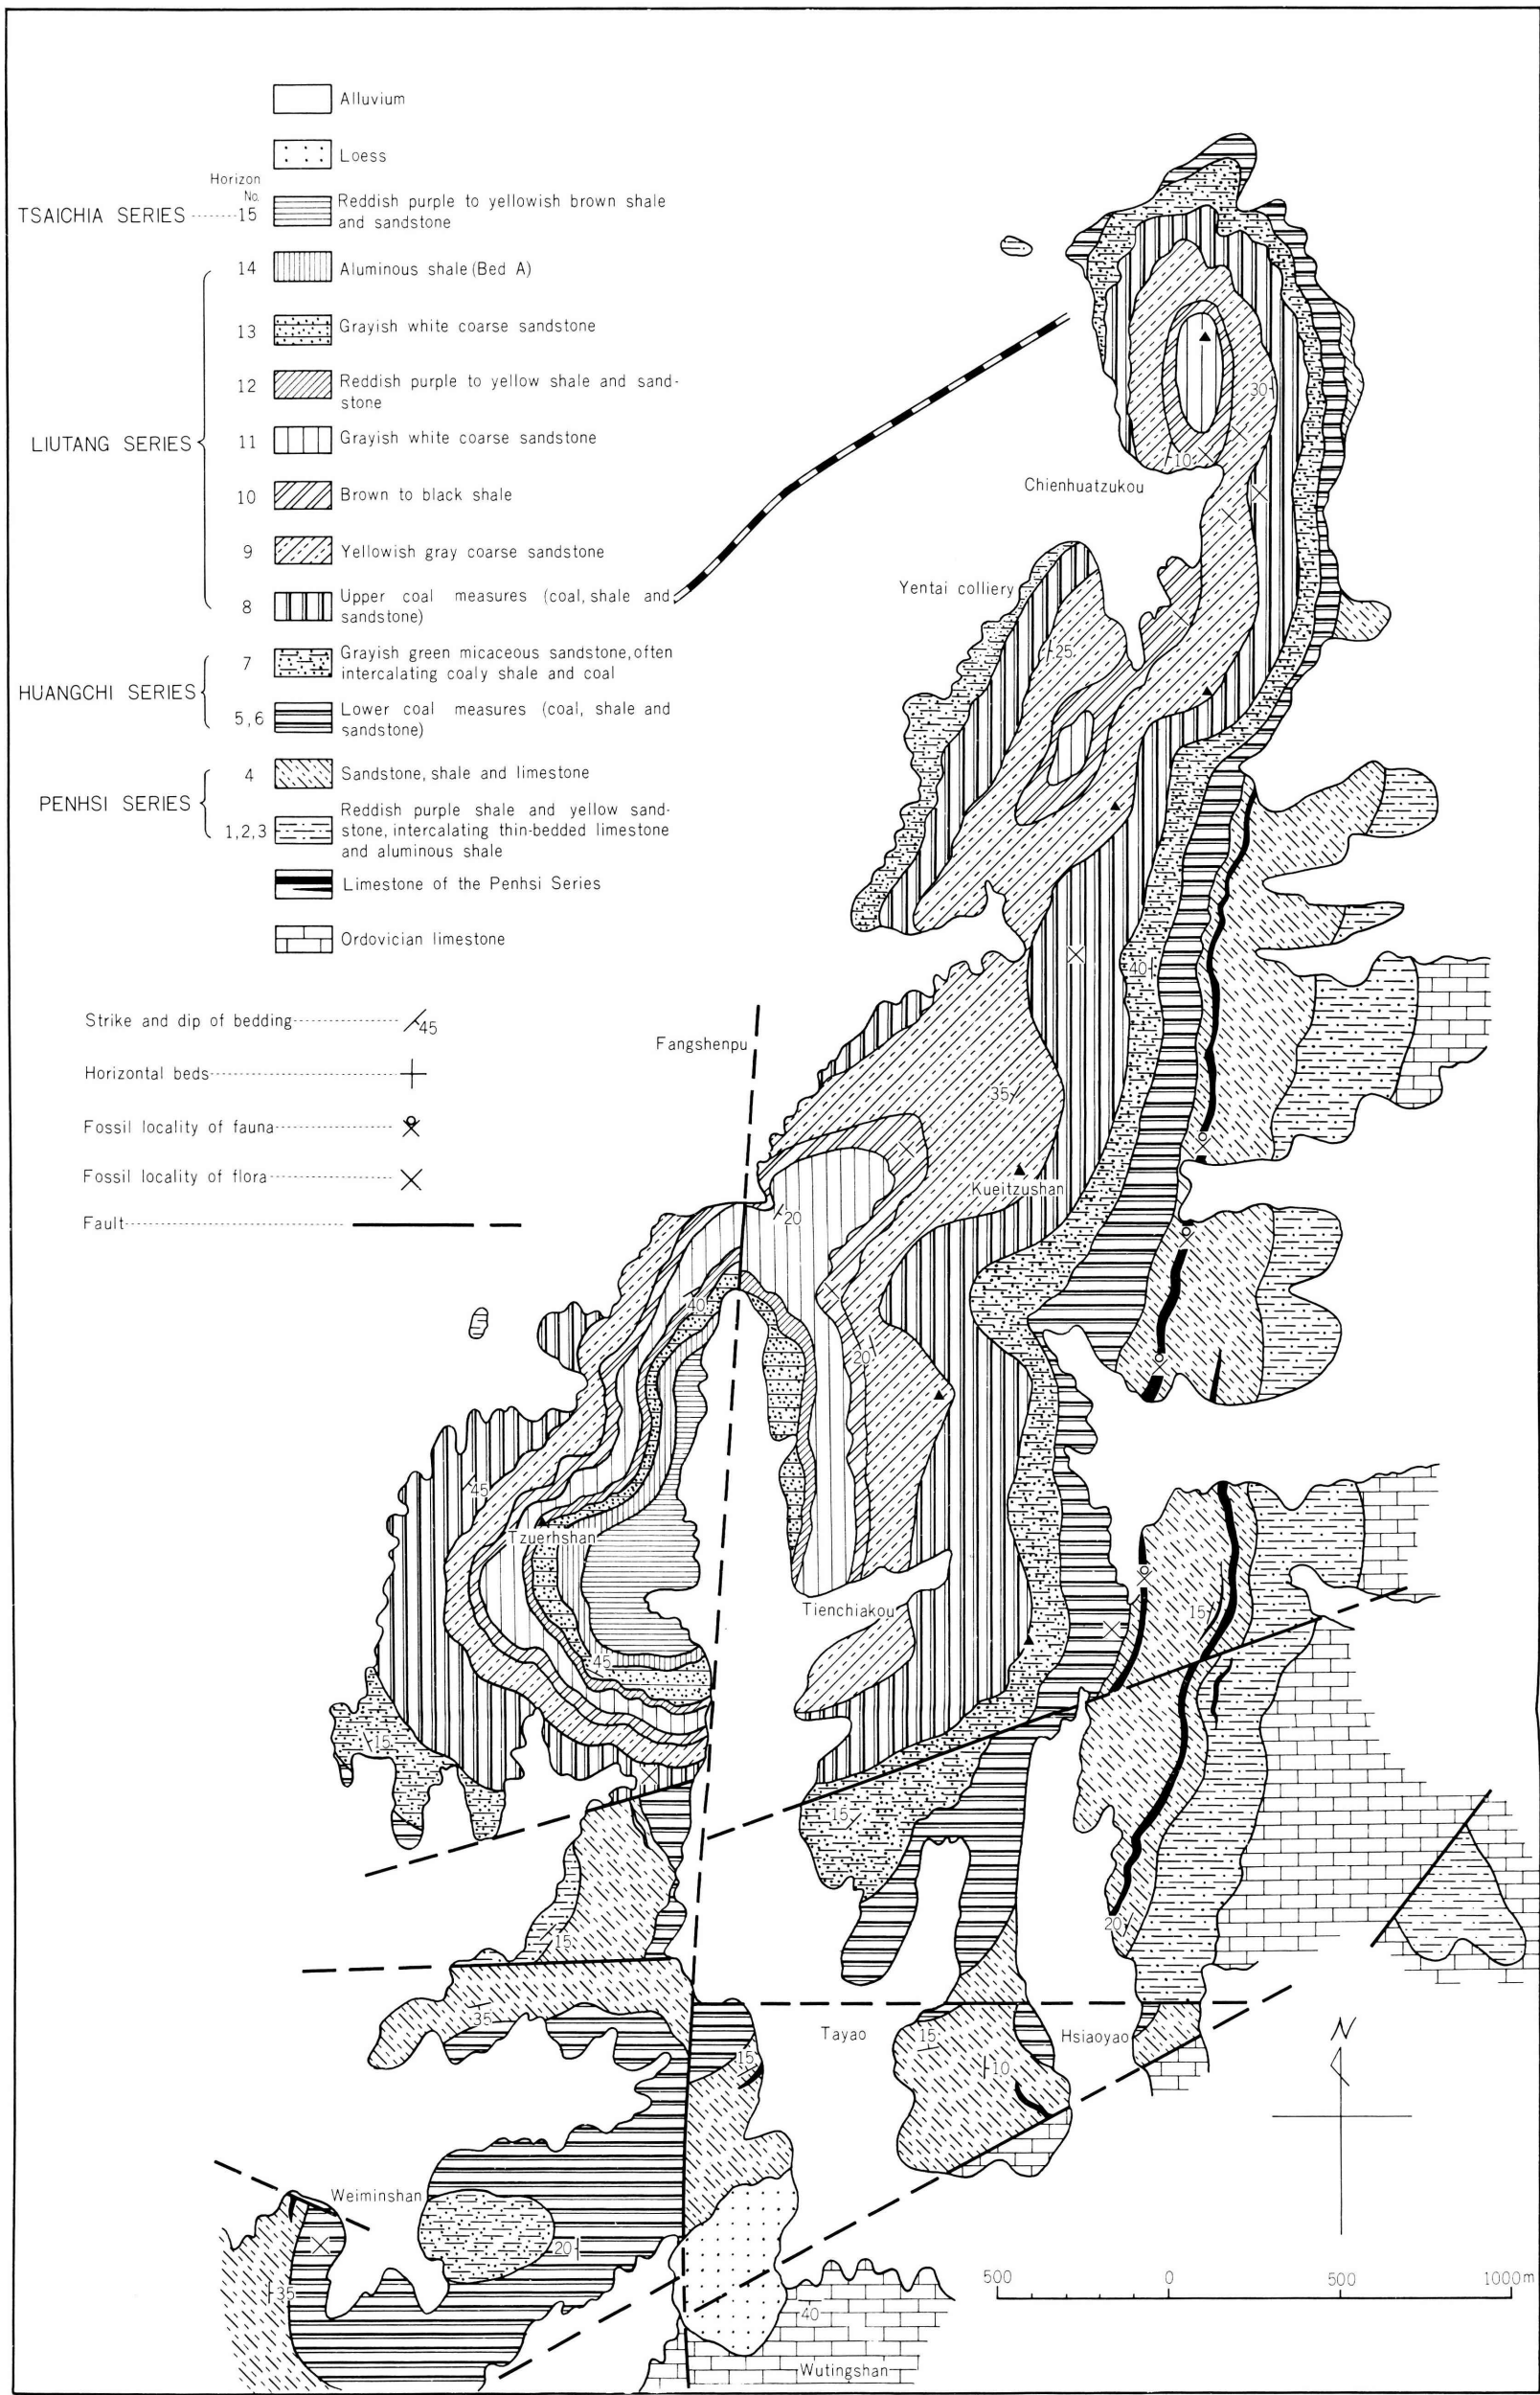 Alluvium
Loess
Horizon
No.
TSAICHIA SERIES 15
Reddish purple to yellowish brown shale
and sandstone
14 Aluminous shale (Bed A)
13 Grayish white coarse sandstone
12 Reddish purple to yellow shale and sand-
stone
LIUTANG SERIES
11 Grayish white coarse sandstone
10 Brown to black shale
9 Yellowish gray coarse sandstone
8 Upper coal measures (coal, shale and
sandstone)
HUANGCHI SERIES
7 Grayish green micaceous sandstone, often
intercalating coaly shale and coal
5,6 Lower coal measures (coal, shale and
sandstone)
PENHSI SERIES
4 Sandstone, shale and limestone
1,2,3 Reddish purple shale and yellow sand-
stone, intercalating thin-bedded limestone
and aluminous shale
Limestone of the Penhsi Series
Ordovician limestone
Strike and dip of bedding 45
Horizontal beds
Fossil locality of fauna
Fossil locality of flora
Fault
30
10
Chienhuatzukou
Yentai colliery
25
40
Fangshenpu
35
Kueitzushan
20
40
20
45
Tzuerhshan
Tienchiakou
15
45
15
15
20
15
35
Tayao
15
Hsiaoyao
15
10
N
Weiminshan
20
35
40
Wutingshan
500 0 500 1000m